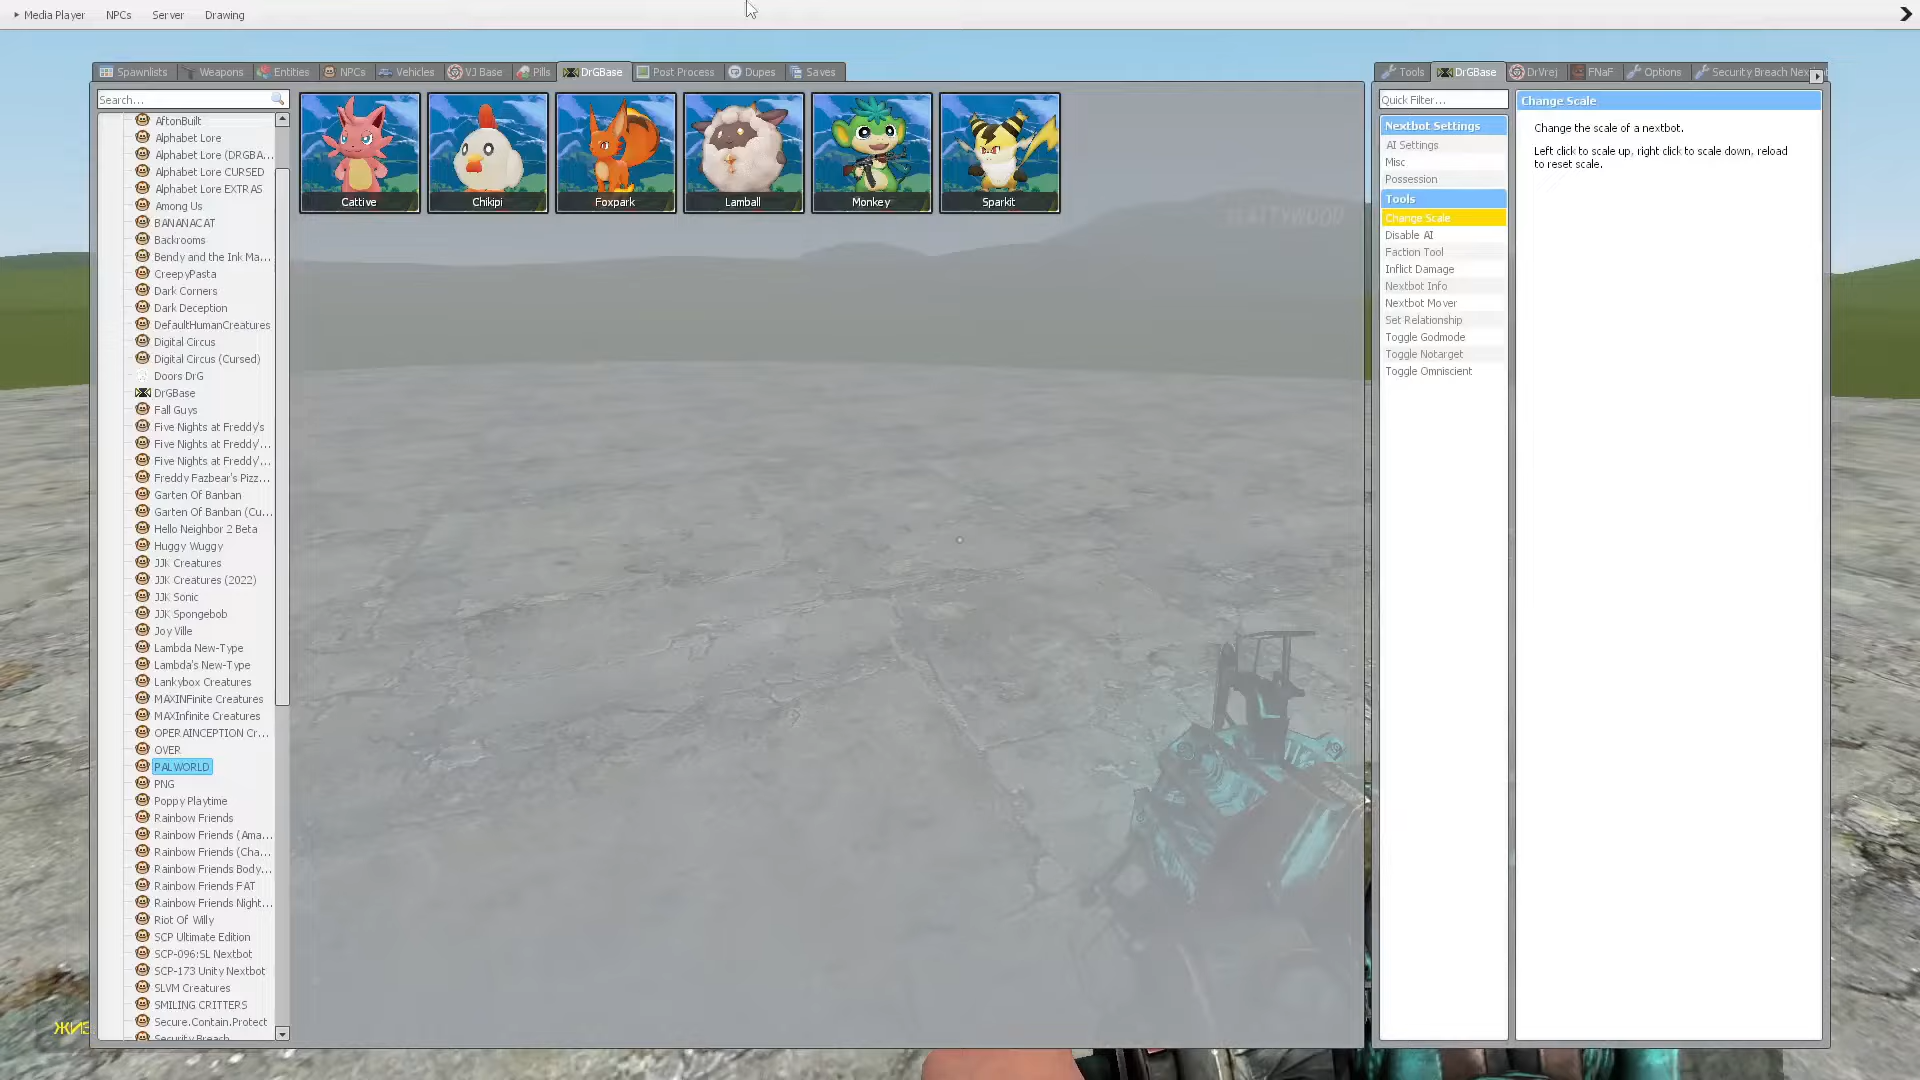 Media Player NPCs Server Drawing
Spawnlists Weapons Entities NPCs Vehicles VJ Base Pills DrGBase Post Process Dupes Saves
Search...
AftonBuilt
Alphabet Lore
Alphabet Lore (DRGBA...
Alphabet Lore CURSED
Alphabet Lore EXTRAS
Among Us
BANANACAT
Backrooms
Bendy and the Ink Ma...
CreepyPasta
Dark Corners
Dark Deception
DefaultHumanCreatures
Digital Circus
Digital Circus (Cursed)
Doors DrG
DrGBase
Fall Guys
Five Nights at Freddy's
Five Nights at Freddy'...
Five Nights at Freddy'...
Freddy Fazbear's Pizz...
Garten Of Banban
Garten Of Banban (Cu...
Hello Neighbor 2 Beta
Huggy Wuggy
JJK Creatures
JJK Creatures (2022)
JJK Sonic
JJK Spongebob
Joy Ville
Lambda New-Type
Lambda's New-Type
Lankybox Creatures
MAXINFinite Creatures
MAXInfinite Creatures
OPERAINCEPTION Cr...
OVER
PALWORLD
PNG
Poppy Playtime
Rainbow Friends
Rainbow Friends (Ama...
Rainbow Friends (Cha...
Rainbow Friends Body...
Rainbow Friends FAT
Rainbow Friends Night...
Riot Of Willy
SCP Ultimate Edition
SCP-096:SL Nextbot
SCP-173 Unity Nextbot
SLVM Creatures
SMILING CRITTERS
Secure.Contain.Protect
Security Breach
Cattive Chikipi Foxpark Lamball Monkey Sparkit
Tools DrGBase DrVrej FNaF Options Security Breach
Quick Filter...
Nextbot Settings
AI Settings
Misc
Possession
Tools
Change Scale
Disable AI
Faction Tool
Inflict Damage
Nextbot Info
Nextbot Mover
Set Relationship
Toggle Godmode
Toggle Notarget
Toggle Omniscient
Change Scale
Change the scale of a nextbot.
Left click to scale up, right click to scale down, reload
to reset scale.